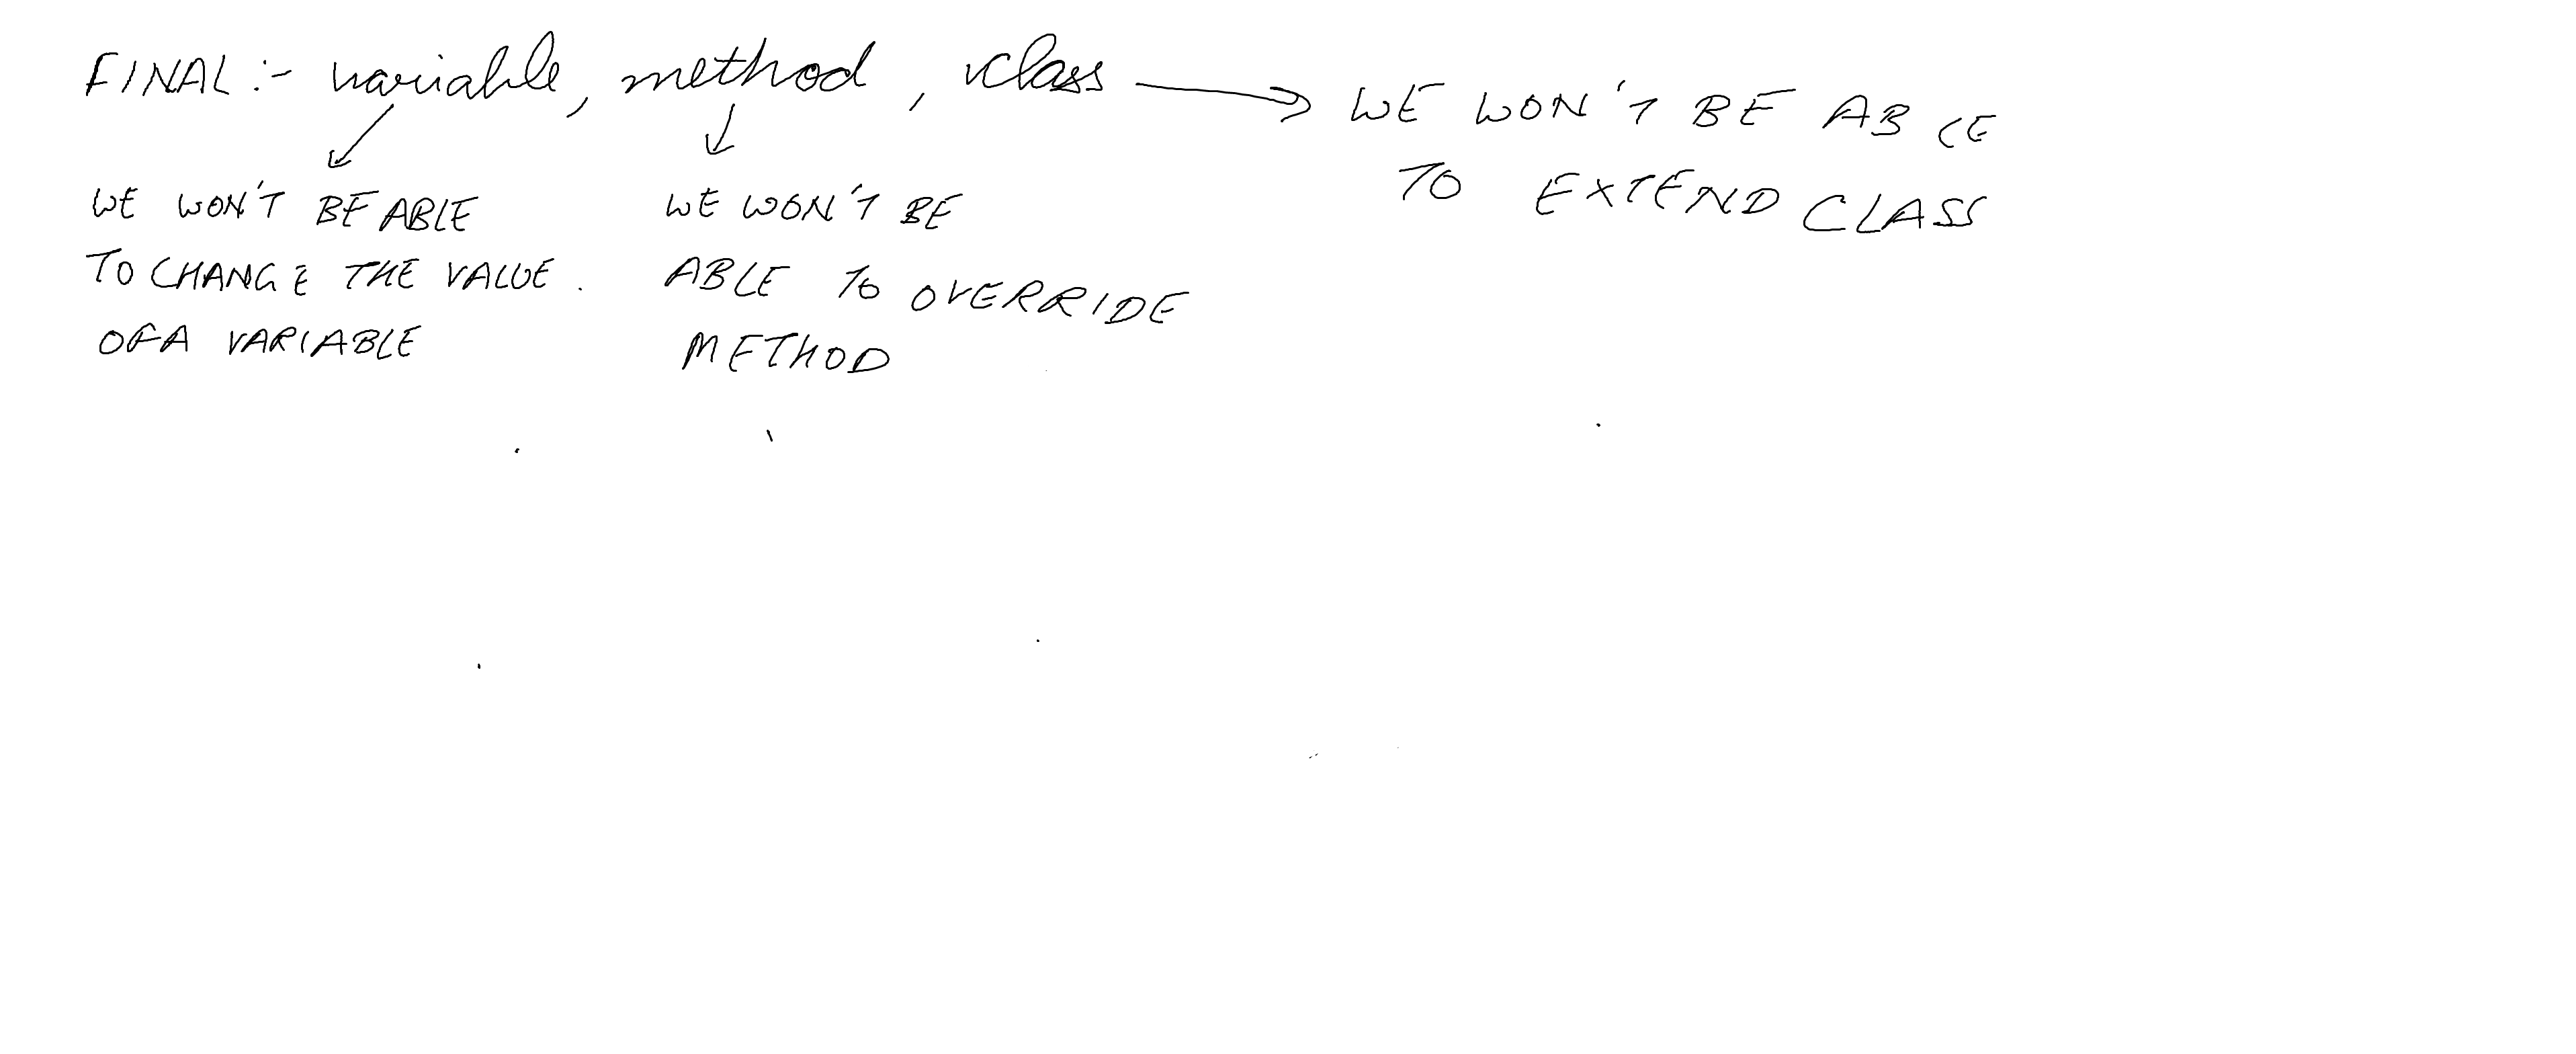 FINAL :- variable, method, class → WE WON'T BE ABLE
TO EXTEND CLASS
WE WON'T BE ABLE
TO CHANGE THE VALUE.
OF A VARIABLE
WE WON'T BE
ABLE TO OVERRIDE
METHOD